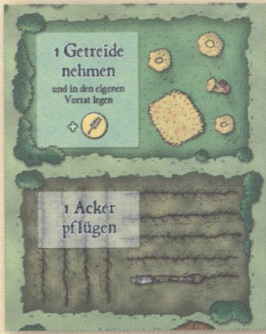 1 Getreide
nehmen
und in den eigenen
Vorrat legen
+
1 Acker
pflügen